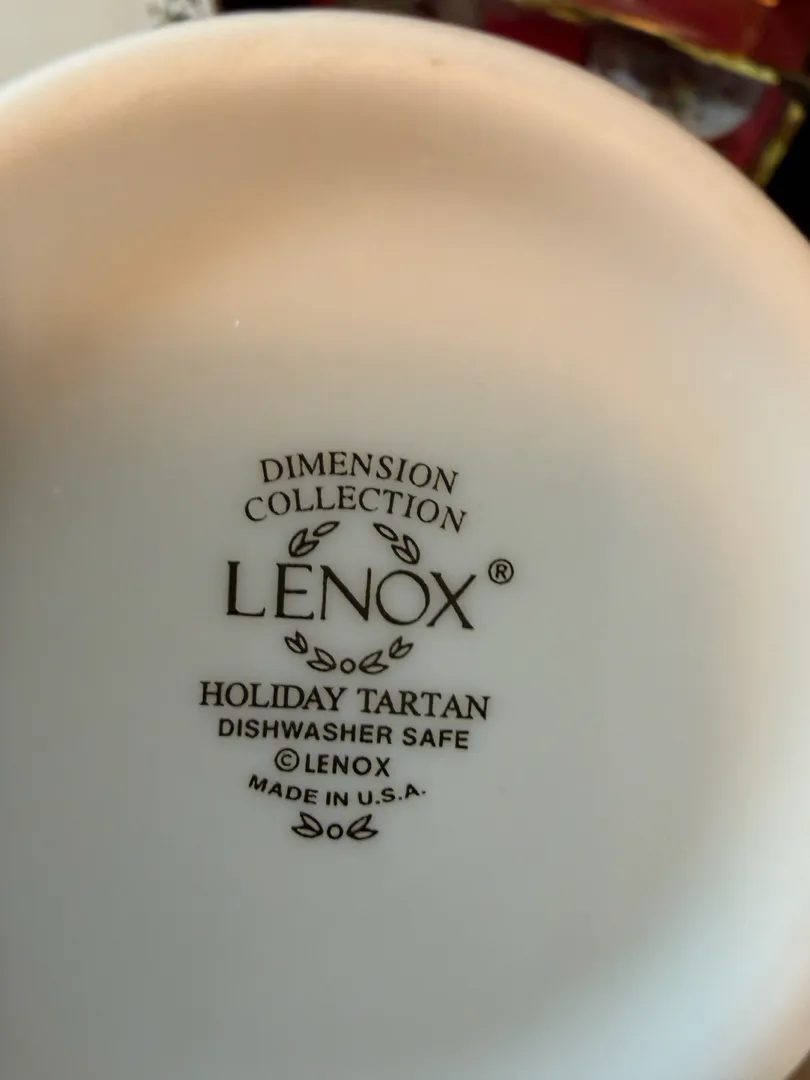 DIMENSION
COLLECTION
LENOX®
HOLIDAY TARTAN
DISHWASHER SAFE
©LENOX
MADE IN U.S.A.